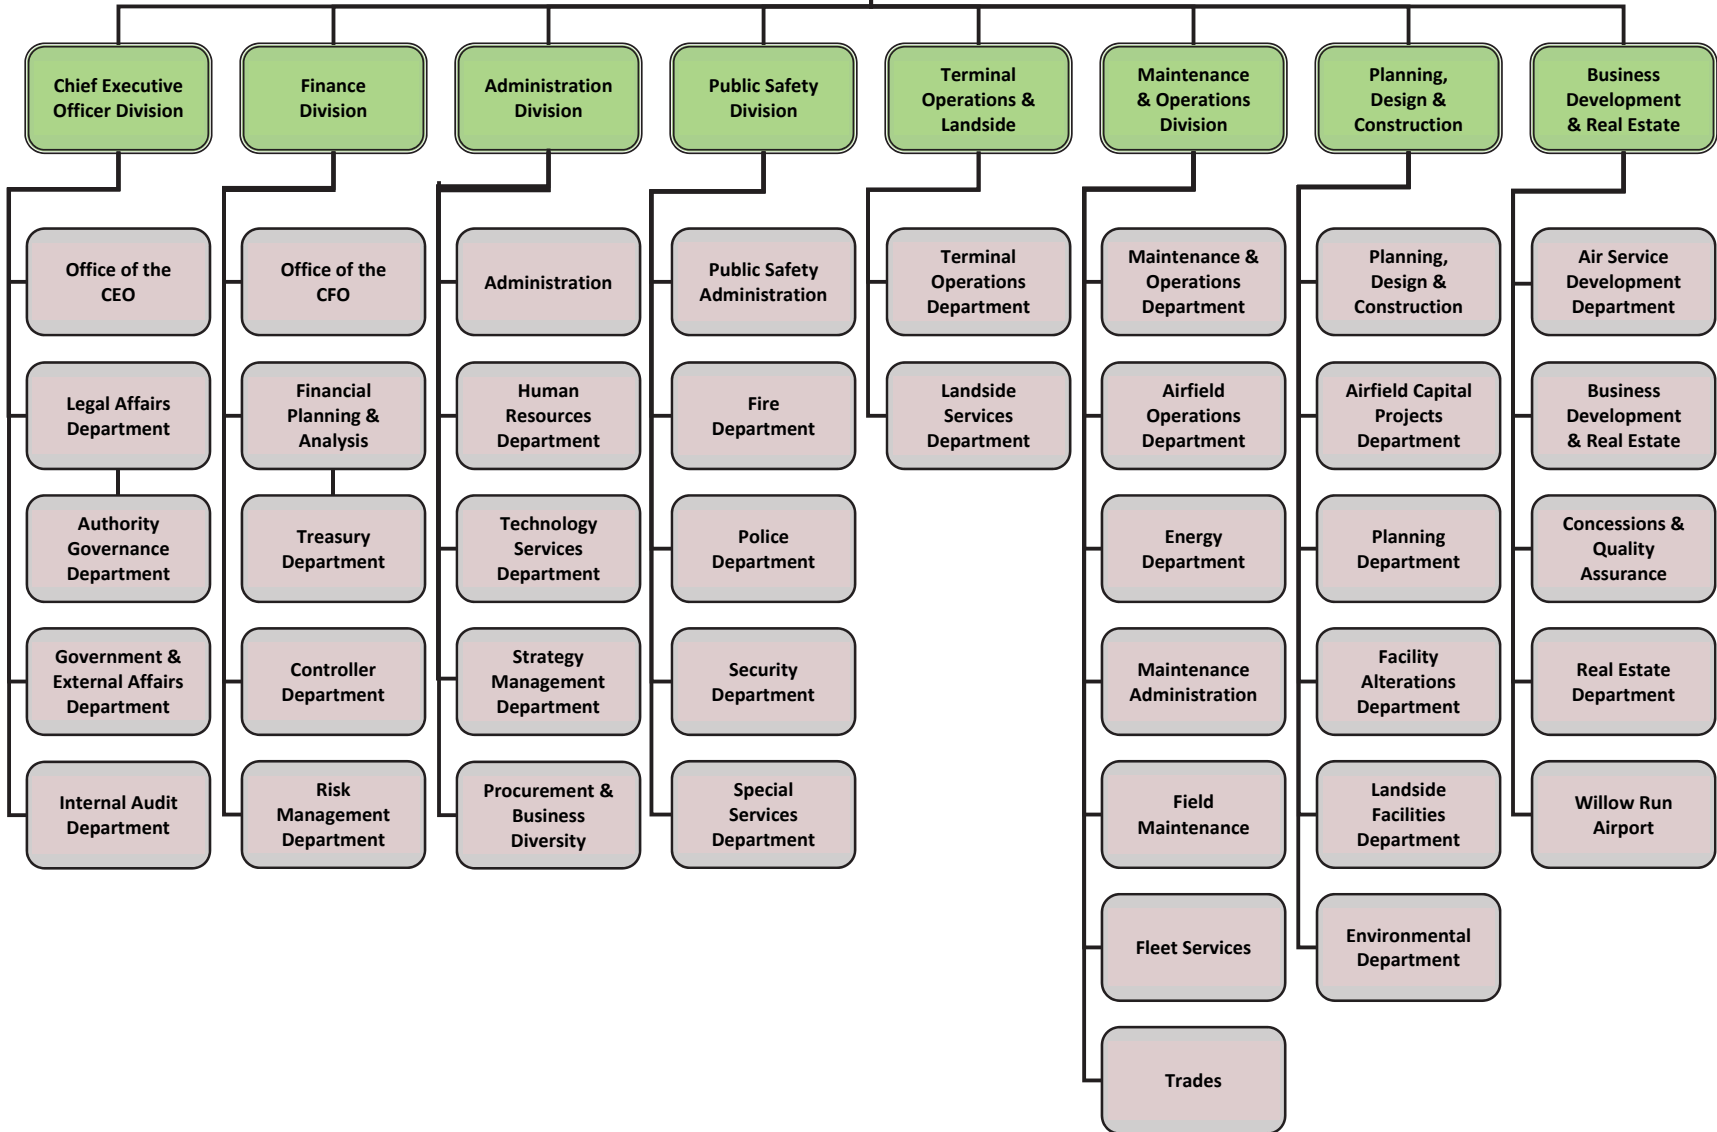 Chief Executive
Officer Division
Finance
Division
Administration
Division
Public Safety
Division
Terminal
Operations &
Landside
Maintenance
& Operations
Division
Planning,
Design &
Construction
Business
Development
& Real Estate
Office of the
CEO
Legal Affairs
Department
Authority
Governance
Department
Government &
External Affairs
Department
Internal Audit
Department
Office of the
CFO
Financial
Planning &
Analysis
Treasury
Department
Controller
Department
Risk
Management
Department
Administration
Human
Resources
Department
Technology
Services
Department
Strategy
Management
Department
Procurement &
Business
Diversity
Public Safety
Administration
Fire
Department
Police
Department
Security
Department
Special
Services
Department
Terminal
Operations
Department
Landside
Services
Department
Maintenance &
Operations
Department
Airfield
Operations
Department
Energy
Department
Maintenance
Administration
Field
Maintenance
Fleet Services
Trades
Planning,
Design &
Construction
Airfield Capital
Projects
Department
Planning
Department
Facility
Alterations
Department
Landside
Facilities
Department
Environmental
Department
Air Service
Development
Department
Business
Development
& Real Estate
Concessions &
Quality
Assurance
Real Estate
Department
Willow Run
Airport